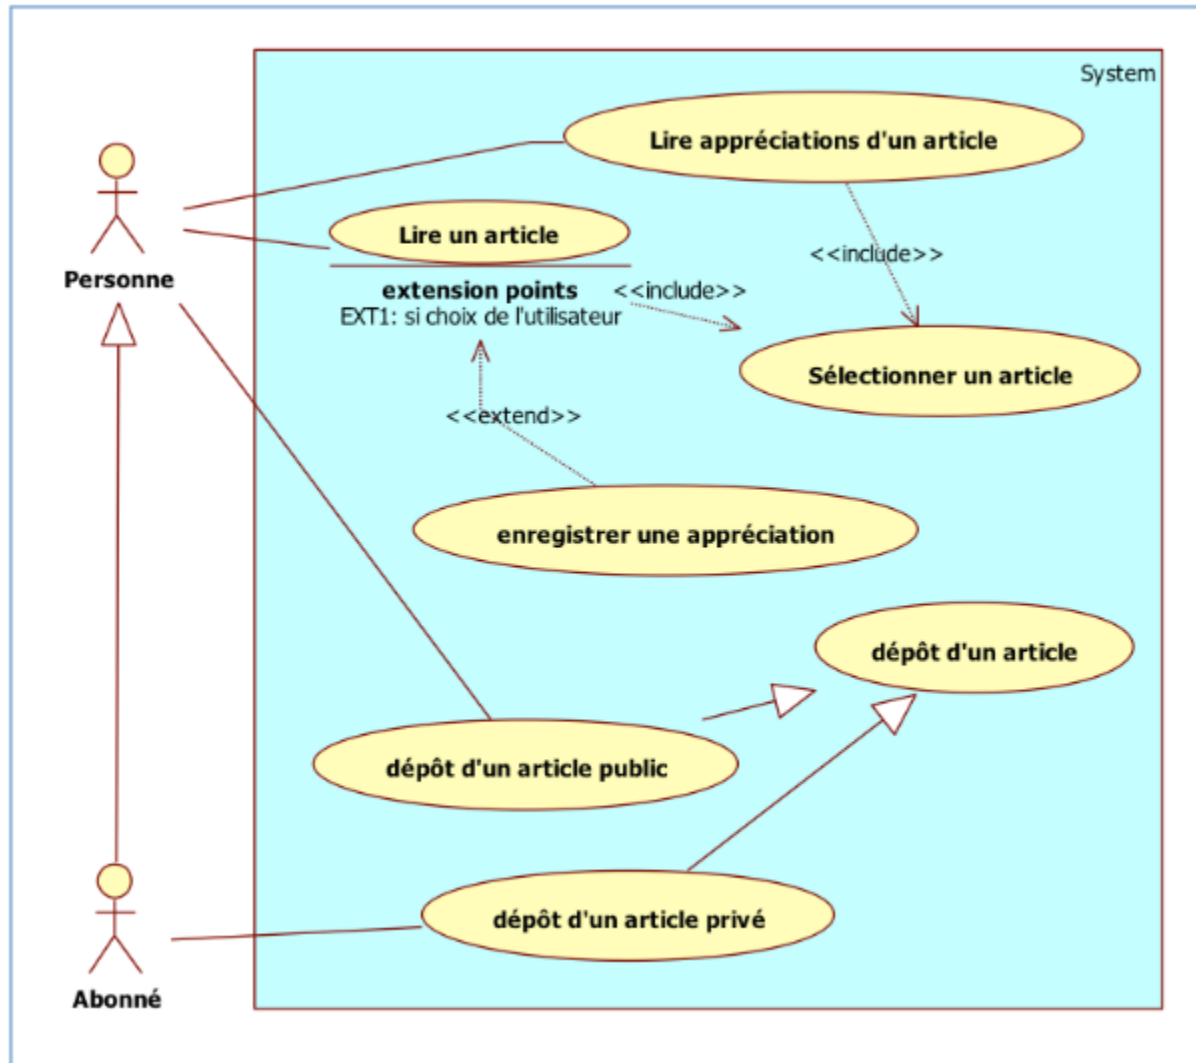 System
Lire appréciations d'un article
Lire un article
Personne
extension points
EXT1: si choix de l'utilisateur
<<include>>
<<include>>
Sélectionner un article
<<extend>>
enregistrer une appréciation
dépôt d'un article
dépôt d'un article public
dépôt d'un article privé
Abonné